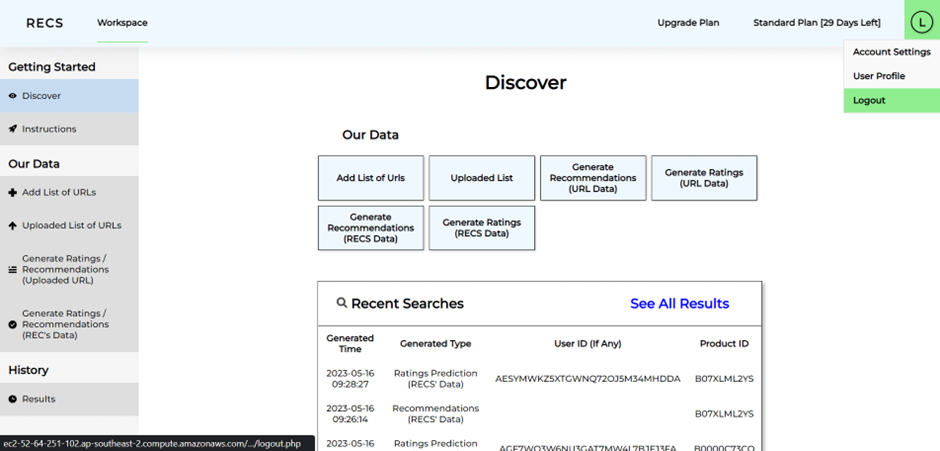 RECS
Workspace
Upgrade Plan
Standard Plan [29 Days Left]
L
Account Settings
User Profile
Logout
Getting Started
Discover
Instructions
Our Data
Add List of URLs
Uploaded List of URLs
Generate Ratings /
Recommendations
(Uploaded URL)
Generate Ratings /
Recommendations
(REC's Data)
History
Results
Discover
Our Data
Add List of Urls
Uploaded List
Generate
Recommendations
(URL Data)
Generate Ratings
(URL Data)
Generate
Recommendations
(RECS Data)
Generate Ratings
(RECS Data)
Recent Searches
See All Results
Generated
Time
Generated Type
User ID (If Any)
Product ID
2023-05-16
09:28:27
Ratings Prediction
(RECS' Data)
AESYMWKZ5XTGWNQ72OJ5M34MHDDA
B07XLML2YS
2023-05-16
09:26:14
Recommendations
(RECS' Data)
B07XLML2YS
2023-05-16
Ratings Prediction
ec2-52-64-251-102.ap-southeast-2.compute.amazonaws.com/.../logout.php